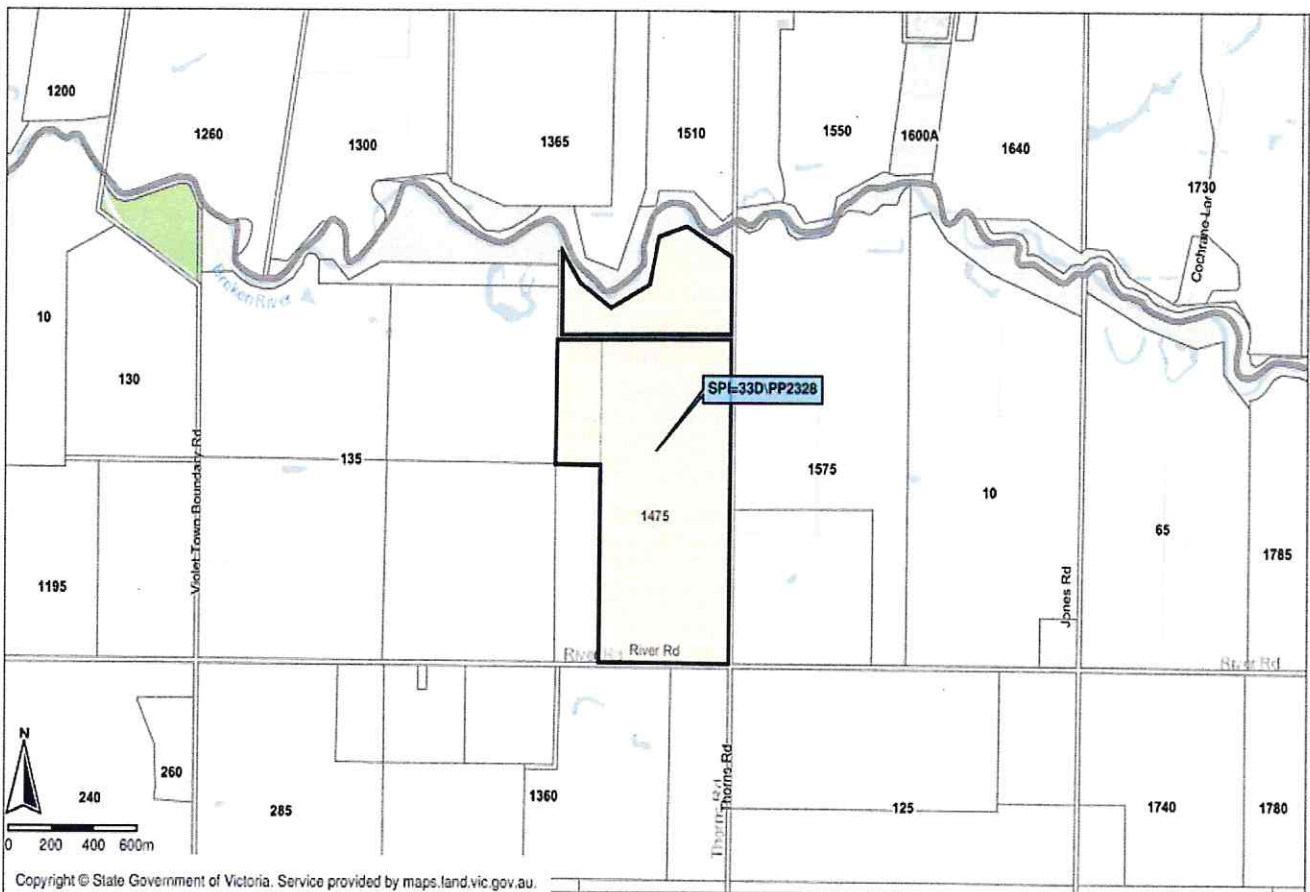 1200
1260
1300
1365
1510
1550
1600A
1640
1730
Cochrane
10
Broken River
130
SPI=33D\PP2328
Violet Town Boundary Rd
135
1575
10
1475
65
1785
1195
Jones Rd
River Rd
River Rd
River Rd
N
240
260
285
1360
Thorns Rd
Thorns Rd
125
1740
1780
0 200 400 600m
Copyright © State Government of Victoria. Service provided by maps.land.vic.gov.au.